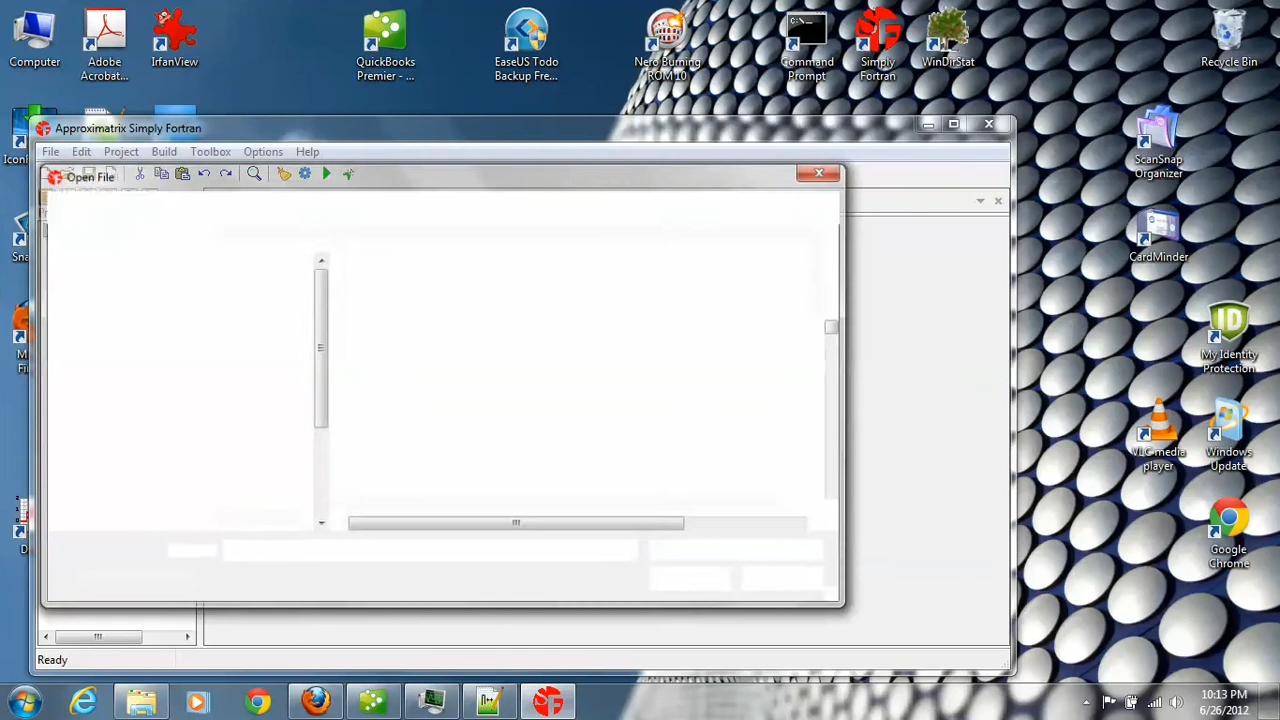 Computer
Adobe
Acrobat...
IrfanView
QuickBooks
Premier - ...
EaseUS Todo
Backup Fre...
Nero Burning
ROM 10
C:\
Command
Prompt
Simply
Fortran
WinDirStat
Recycle Bin
Approximatrix Simply Fortran
File Edit Project Build Toolbox Options Help
Open File
ScanSnap
Organizer
CardMinder
ID
My Identity
Protection
VLC media
player
Windows
Update
Google
Chrome
Ready
10:13 PM
6/26/2012